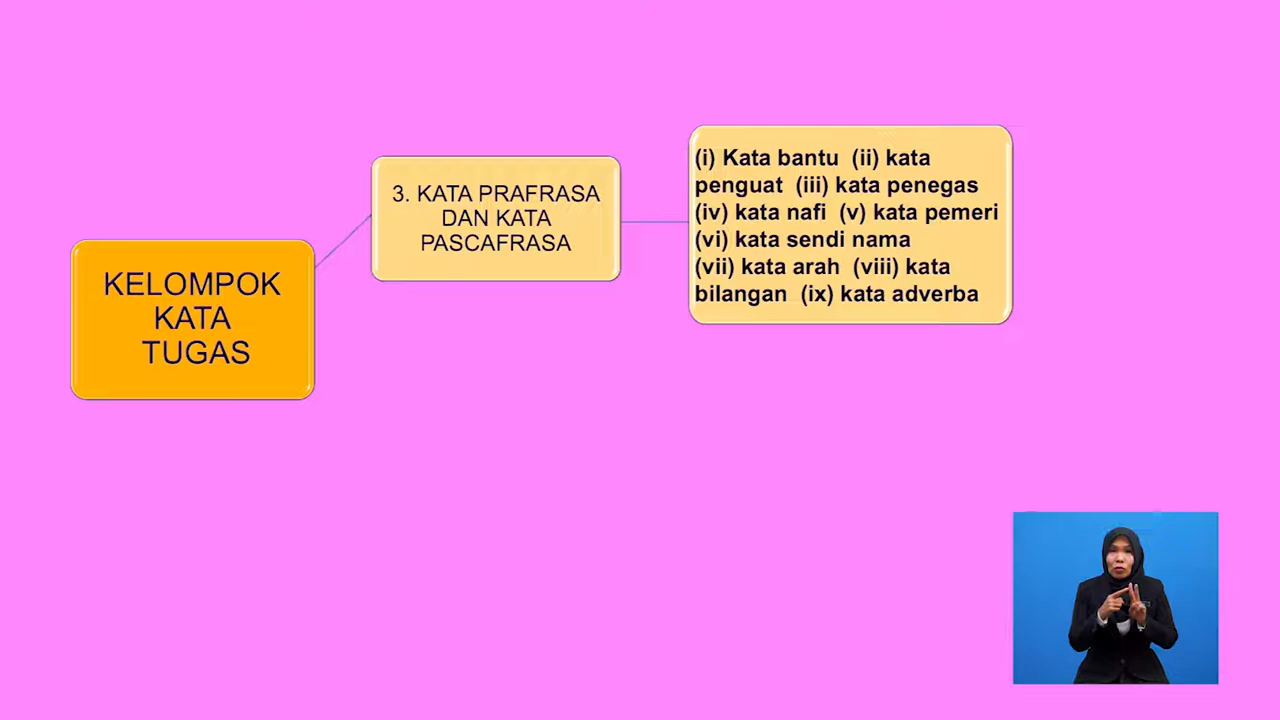 KELOMPOK
KATA
TUGAS
3. KATA PRAFRASA
DAN KATA
PASCAFRASA
(i) Kata bantu (ii) kata
penguat (iii) kata penegas
(iv) kata nafi (v) kata pemeri
(vi) kata sendi nama
(vii) kata arah (viii) kata
bilangan (ix) kata adverba